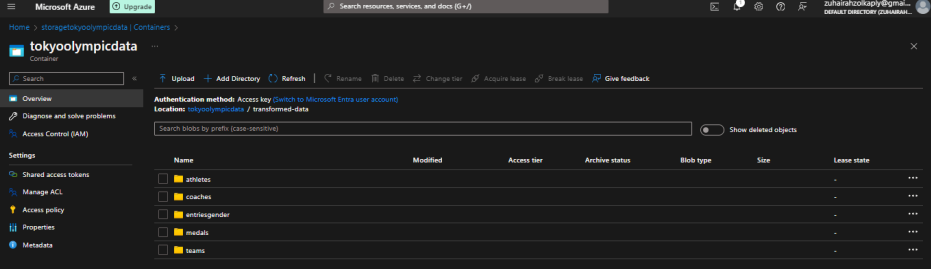 Microsoft Azure Upgrade Search resources, services, and docs (G+/) 1 zuhairahzolkaply@gmai...
DEFAULT DIRECTORY (ZUHAIRAH...
Home > storagetokyoolympicdata | Containers >
tokyoolympicdata ...
Container
Search «
Overview
Diagnose and solve problems
Access Control (IAM)
Settings
Shared access tokens
Manage ACL
Access policy
Properties
Metadata
Upload Add Directory Refresh Rename Delete Change tier Acquire lease Break lease Give feedback
Authentication method: Access key (Switch to Microsoft Entra user account)
Location: tokyoolympicdata / transformed-data
Search blobs by prefix (case-sensitive)
Show deleted objects
Name Modified Access tier Archive status Blob type Size Lease state
athletes - ...
coaches - ...
entriesgender - ...
medals - ...
teams - ...